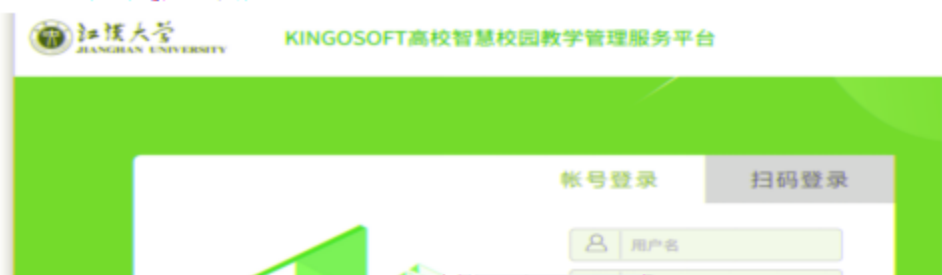 江汉大学
JIANGHAN UNIVERSITY
KINGOSOFT高校智慧校园教学管理服务平台
帐号登录
扫码登录
用户名